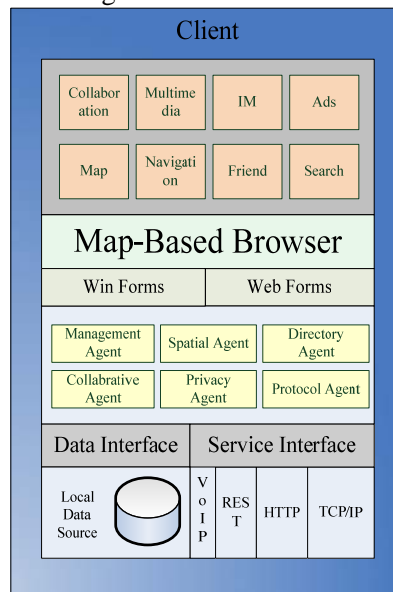 Client
Collabor
ation
Multime
dia
IM
Ads
Map
Navigati
on
Friend
Search
Map-Based Browser
Win Forms
Web Forms
Management
Agent
Spatial Agent
Directory
Agent
Collabrative
Agent
Privacy
Agent
Protocol Agent
Data Interface
Service Interface
Local
Data
Source
V
o
I
P
RES
T
HTTP
TCP/IP